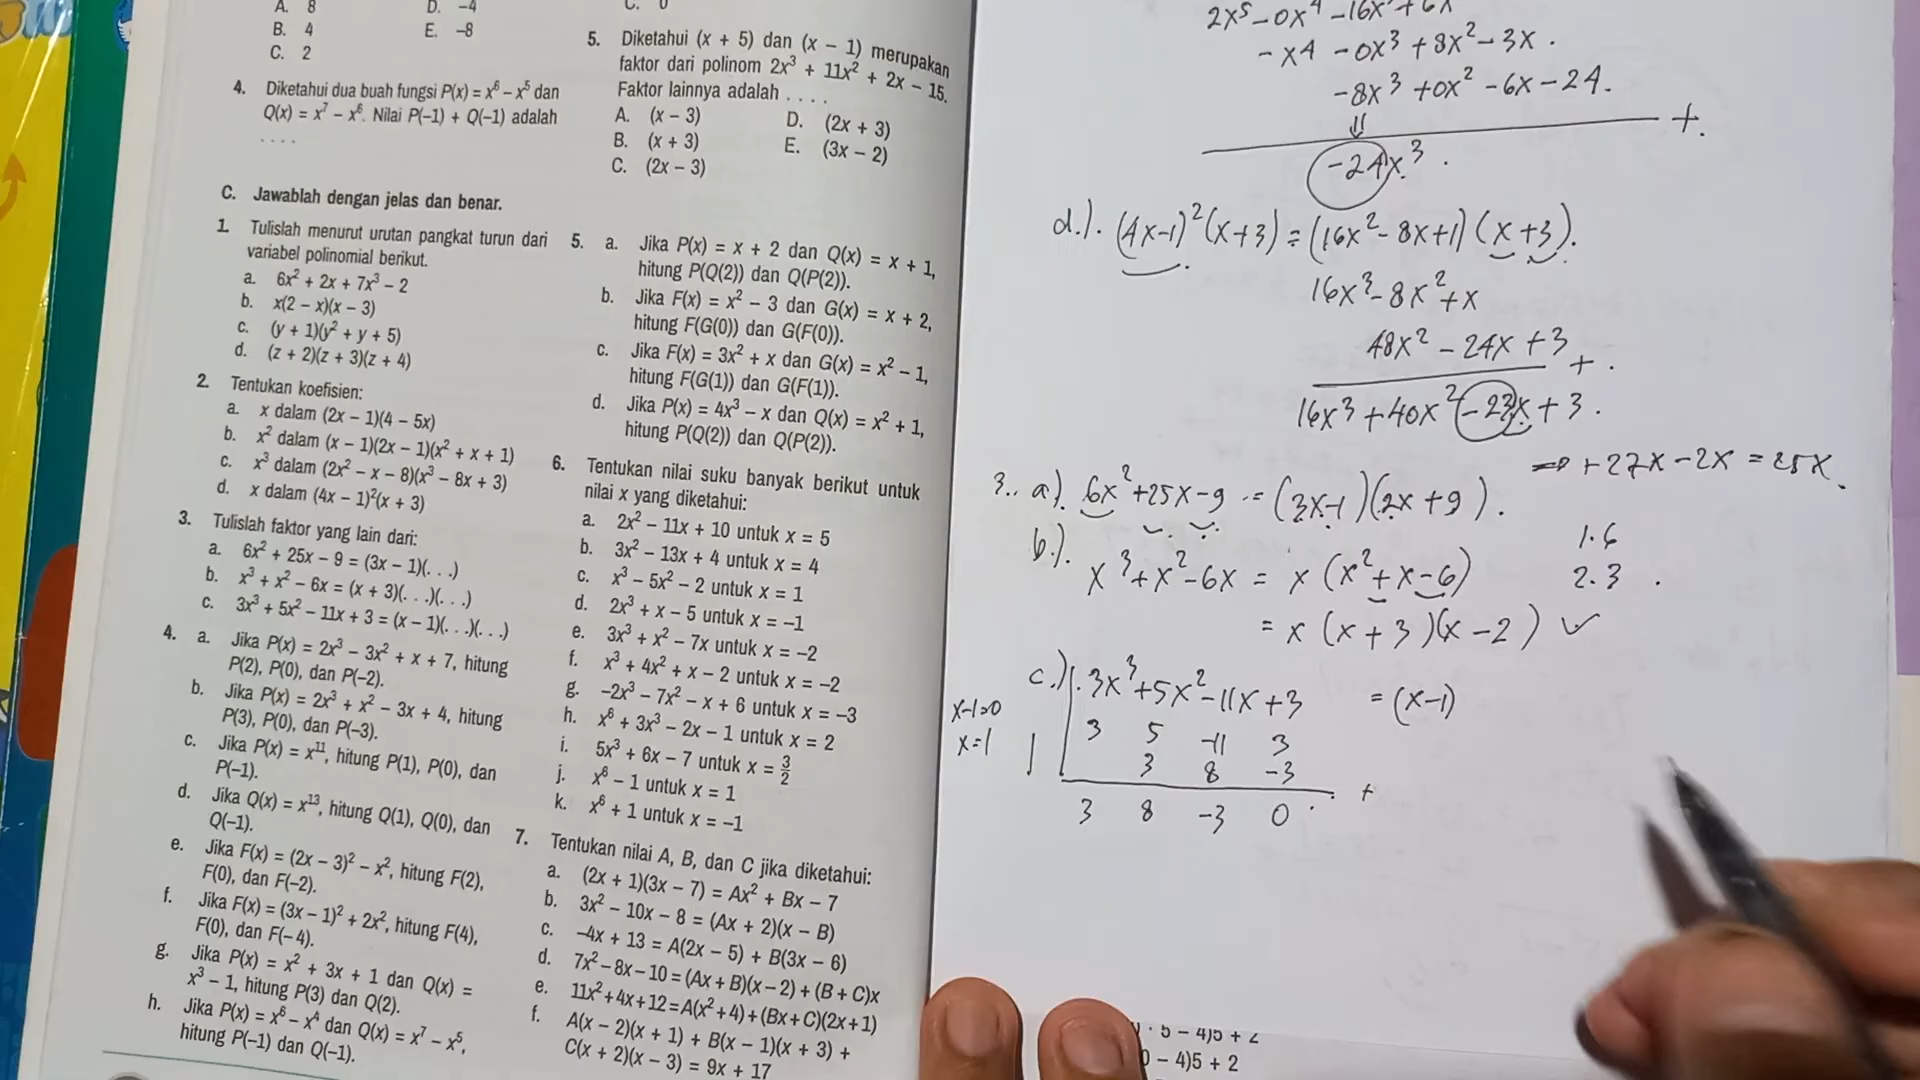 A. 8
B. 4
C. 2
D. -4
E. -8
4. Diketahui dua buah fungsi P(x) = x⁶ – x⁵ dan
Q(x) = x⁷ – x⁶. Nilai P(-1) + Q(-1) adalah
. . . .
C. Jawablah dengan jelas dan benar.
1. Tulislah menurut urutan pangkat turun dari
variabel polinomial berikut.
a. 6x² + 2x + 7x³ – 2
b. x(2 – x)(x – 3)
c. (y + 1)(y² + y + 5)
d. (z + 2)(z + 3)(z + 4)
2. Tentukan koefisien:
a. x dalam (2x – 1)(4 – 5x)
b. x² dalam (x – 1)(2x – 1)(x² + x + 1)
c. x³ dalam (2x² – x – 8)(x³ – 8x + 3)
d. x dalam (4x – 1)²(x + 3)
3. Tulislah faktor yang lain dari:
a. 6x² + 25x – 9 = (3x – 1)(. . .)
b. x³ + x² – 6x = (x + 3)(. . .)(. . .)
c. 3x³ + 5x² – 11x + 3 = (x – 1)(. . .)(. . .)
4. a. Jika P(x) = 2x³ – 3x² + x + 7, hitung
P(2), P(0), dan P(–2).
b. Jika P(x) = 2x³ + x² – 3x + 4, hitung
P(3), P(0), dan P(–3).
c. Jika P(x) = x¹¹, hitung P(1), P(0), dan
P(–1).
d. Jika Q(x) = x¹³, hitung Q(1), Q(0), dan
Q(–1).
e. Jika F(x) = (2x – 3)² – x², hitung F(2),
F(0), dan F(–2).
f. Jika F(x) = (3x – 1)² + 2x², hitung F(4),
F(0), dan F(– 4).
g. Jika P(x) = x² + 3x + 1 dan Q(x) =
x³ – 1, hitung P(3) dan Q(2).
h. Jika P(x) = x⁶ – x⁴ dan Q(x) = x⁷ – x⁵,
hitung P(–1) dan Q(–1).
C. 0
5. Diketahui (x + 5) dan (x – 1) merupakan
faktor dari polinom 2x³ + 11x² + 2x – 15.
Faktor lainnya adalah . . . .
A. (x – 3)
B. (x + 3)
C. (2x – 3)
D. (2x + 3)
E. (3x – 2)
5. a. Jika P(x) = x + 2 dan Q(x) = x + 1,
hitung P(Q(2)) dan Q(P(2)).
b. Jika F(x) = x² – 3 dan G(x) = x + 2,
hitung F(G(0)) dan G(F(0)).
c. Jika F(x) = 3x² + x dan G(x) = x² – 1,
hitung F(G(1)) dan G(F(1)).
d. Jika P(x) = 4x³ – x dan Q(x) = x² + 1,
hitung P(Q(2)) dan Q(P(2)).
6. Tentukan nilai suku banyak berikut untuk
nilai x yang diketahui:
a. 2x² – 11x + 10 untuk x = 5
b. 3x² – 13x + 4 untuk x = 4
c. x³ – 5x² – 2 untuk x = 1
d. 2x³ + x – 5 untuk x = –1
e. 3x³ + x² – 7x untuk x = –2
f. x³ + 4x² + x – 2 untuk x = –2
g. –2x³ – 7x² – x + 6 untuk x = –3
h. x⁶ + 3x³ – 2x – 1 untuk x = 2
i. 5x³ + 6x – 7 untuk x = 3/2
j. x⁶ – 1 untuk x = 1
k. x⁶ + 1 untuk x = –1
7. Tentukan nilai A, B, dan C jika diketahui:
a. (2x + 1)(3x – 7) = Ax² + Bx – 7
b. 3x² – 10x – 8 = (Ax + 2)(x – B)
c. –4x + 13 = A(2x – 5) + B(3x – 6)
d. 7x² – 8x – 10 = (Ax + B)(x – 2) + (B + C)x
e. 11x² + 4x + 12 = A(x² + 4) + (Bx + C)(2x + 1)
f. A(x – 2)(x + 1) + B(x – 1)(x + 3) +
C(x + 2)(x – 3) = 9x + 17
2x⁵ – 0x⁴ – 16x³ + 6x
– x4 – 0x³ + 8x² – 3x .
– 8x³ + 0x² – 6x – 24.
+.
–24x³ .
d.). (4x–1)²(x+3) = (16x² – 8x+1) (x+3).
16x³ – 8x² + x
48x² – 24x + 3
+ .
16x³ + 40x² – 23x + 3 .
⇒ + 27x – 2x = 25x.
3.. a). 6x² + 25x – 9 .= (3x–1)(2x + 9).
b.). x³ + x² – 6x = x (x² + x – 6)
1.6
2.3 .
= x (x + 3)(x – 2) ✓
c.) 3x³ + 5x² – 11x + 3 = (x–1)
x–1=0
x=1
1
3 5 -11 3
3 8 -3
+
3 8 -3 0 .
· 5 – 4)5 + 2
0 – 4)5 + 2